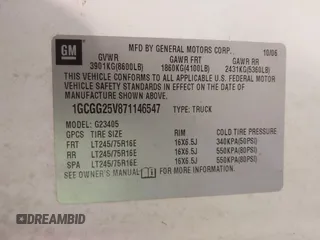 GM
MFD BY GENERAL MOTORS CORP. 10/06
GVWR GAWR FRT GAWR RR
3901KG(8600LB) 1860KG(4100LB) 2431KG(5360LB)
THIS VEHICLE CONFORMS TO ALL APPLICABLE U.S. FEDERAL MOTOR
VEHICLE SAFETY STANDARDS IN EFFECT ON THE DATE OF
MANUFACTURE SHOWN ABOVE.
1GCGG25V871146547 TYPE: TRUCK
MODEL: G23405
GPCS TIRE SIZE RIM COLD TIRE PRESSURE
FRT LT245/75R16E 16X6.5J 340KPA(50PSI)
RR LT245/75R16E 16X6.5J 550KPA(80PSI)
SPA LT245/75R16E 16X6.5J 550KPA(80PSI)
SEE OWNER'S MANUAL FOR MORE INFORMATION.
DREAMBID